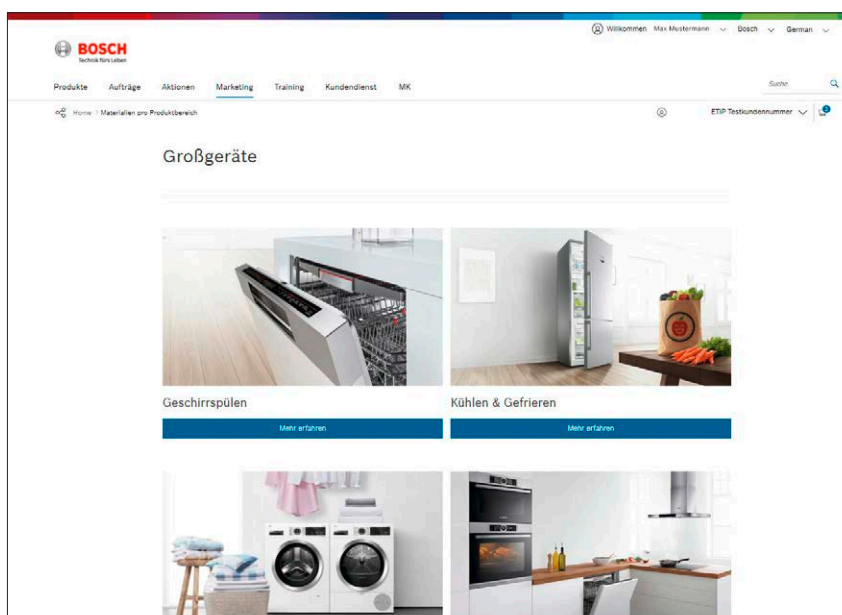 Willkommen Max Mustermann Bosch German
BOSCH
Technik fürs Leben
Produkte Aufträge Aktionen Marketing Training Kundendienst MK
Suche
Home Materialien pro Produktbereich
ETIP Testkundennummer
Großgeräte
Geschirrspülen Kühlen & Gefrieren
Mehr erfahren Mehr erfahren